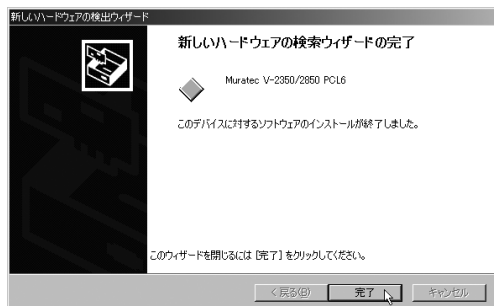 新しいハードウェアの検出ウィザード
新しいハードウェアの検索ウィザードの完了
Muratec V-2350/2850 PCL6
このデバイスに対するソフトウェアのインストールが終了しました。
このウィザードを閉じるには [完了] をクリックしてください。
< 戻る(B)
完了
キャンセル